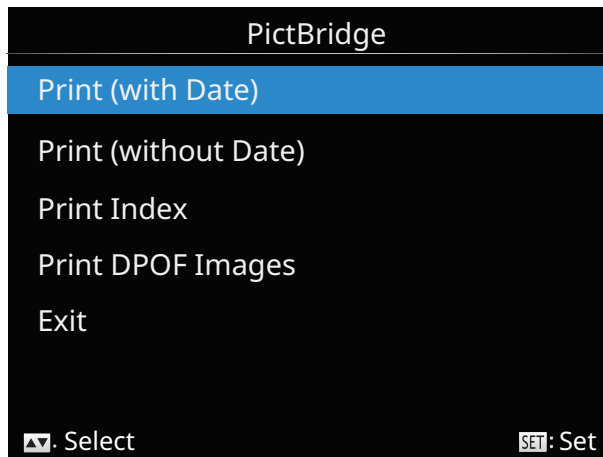 PictBridge
Print (with Date)
Print (without Date)
Print Index
Print DPOF Images
Exit
: Select SET: Set